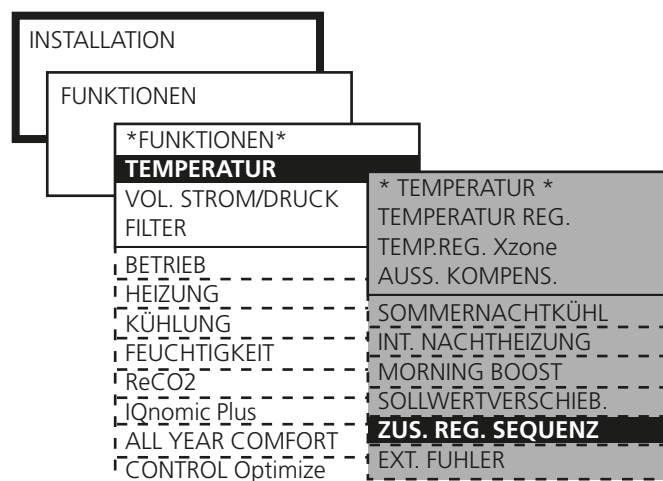 INSTALLATION
FUNKTIONEN
*FUNKTIONEN*
TEMPERATUR
VOL. STROM/DRUCK
FILTER
BETRIEB
HEIZUNG
KÜHLUNG
FEUCHTIGKEIT
ReCO2
IQnomic Plus
ALL YEAR COMFORT
CONTROL Optimize
* TEMPERATUR *
TEMPERATUR REG.
TEMP.REG. Xzone
AUSS. KOMPENS.
SOMMERNACHTKÜHL
INT. NACHTHEIZUNG
MORNING BOOST
SOLLWERTVERSCHIEB.
ZUS. REG. SEQUENZ
EXT. FUHLER